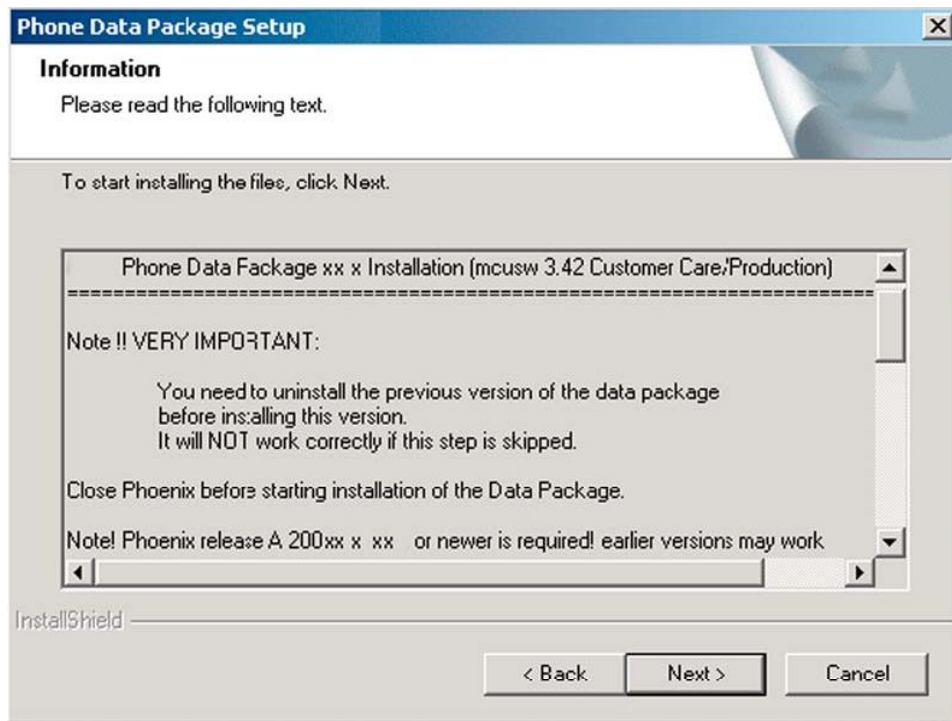 Phone Data Package Setup
Information
Please read the following text.
To start installing the files, click Next.
Phone Data Package xx x Installation (mcusw 3.42 Customer Care/Production)
==========================================================================
Note !! VERY IMPORTANT:
You need to uninstall the previous version of the data package
before installing this version.
It will NOT work correctly if this step is skipped.
Close Phoenix before starting installation of the Data Package.
Note! Phoenix release A 200xx x xx or newer is required! earlier versions may work
InstallShield
< Back
Next >
Cancel